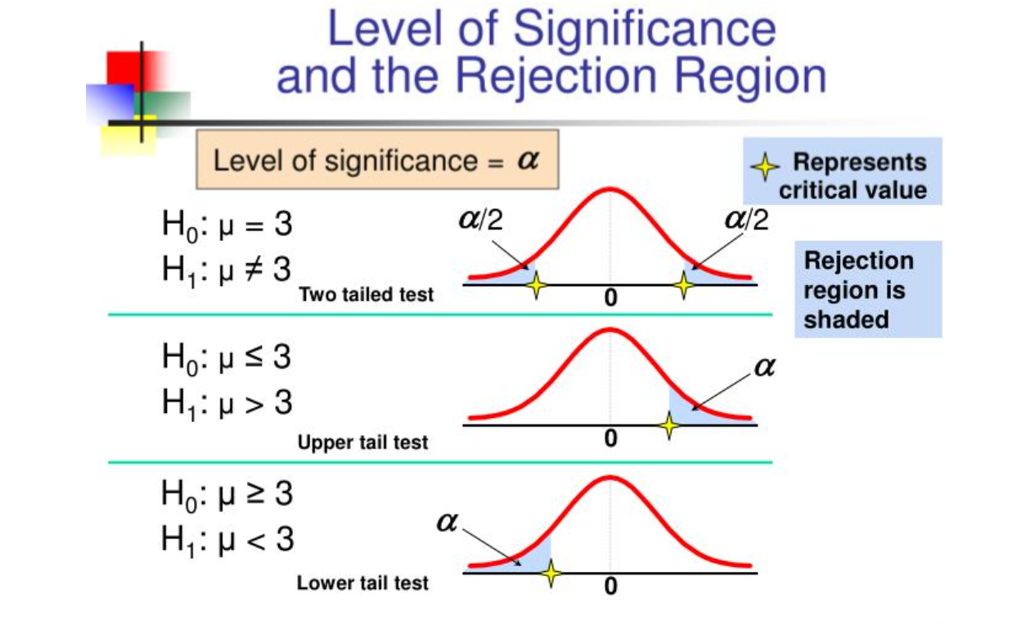 Level of Significance
and the Rejection Region
Level of significance = α
Represents
critical value
H₀: μ = 3
H₁: μ ≠ 3
Two tailed test
α/2
α/2
0
Rejection
region is
shaded
H₀: μ ≤ 3
H₁: μ > 3
Upper tail test
α
0
H₀: μ ≥ 3
H₁: μ < 3
Lower tail test
α
0